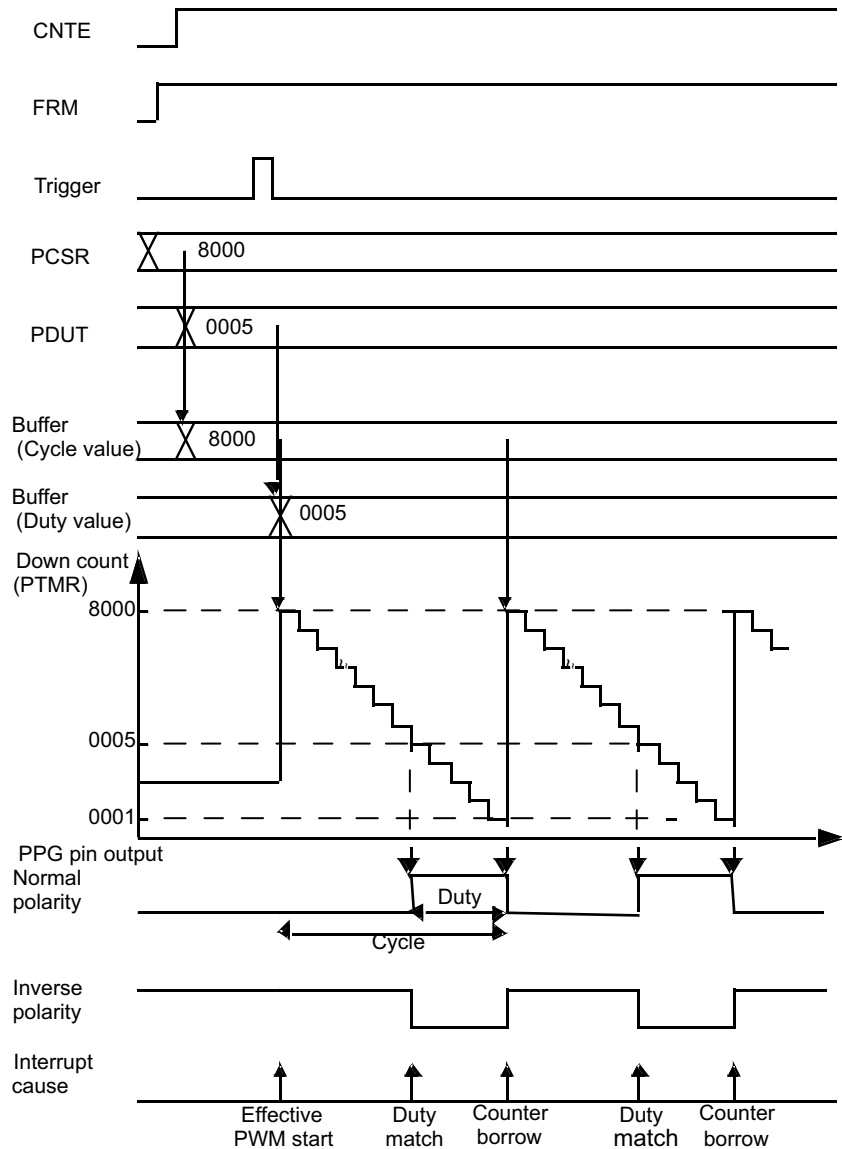 CNTE
FRM
Trigger
PCSR
8000
PDUT
0005
Buffer
(Cycle value)
8000
Buffer
(Duty value)
0005
Down count
(PTMR)
8000
0005
0001
PPG pin output
Normal
polarity
Duty
Cycle
Inverse
polarity
Interrupt
cause
Effective
PWM start
Duty
match
Counter
borrow
Duty
match
Counter
borrow